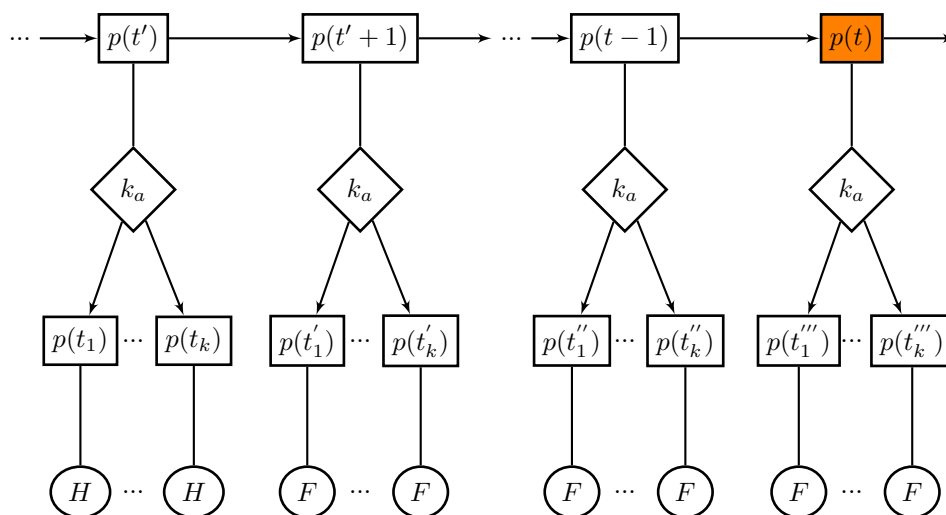 ... p(t′) p(t′ + 1) ... p(t − 1) p(t)
k_a k_a k_a k_a
p(t_1) ... p(t_k) p(t_1^′) ... p(t_k^′) p(t_1^′′) ... p(t_k^′′) p(t_1^′′′) ... p(t_k^′′′)
H ... H F ... F F ... F F ... F